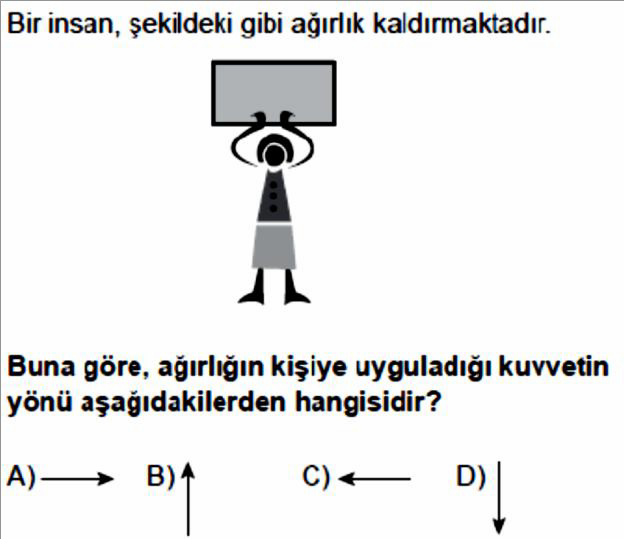 Bir insan, şekildeki gibi ağırlık kaldırmaktadır.
Buna göre, ağırlığın kişiye uyguladığı kuvvetin
yönü aşağıdakilerden hangisidir?
A) B) C) D)